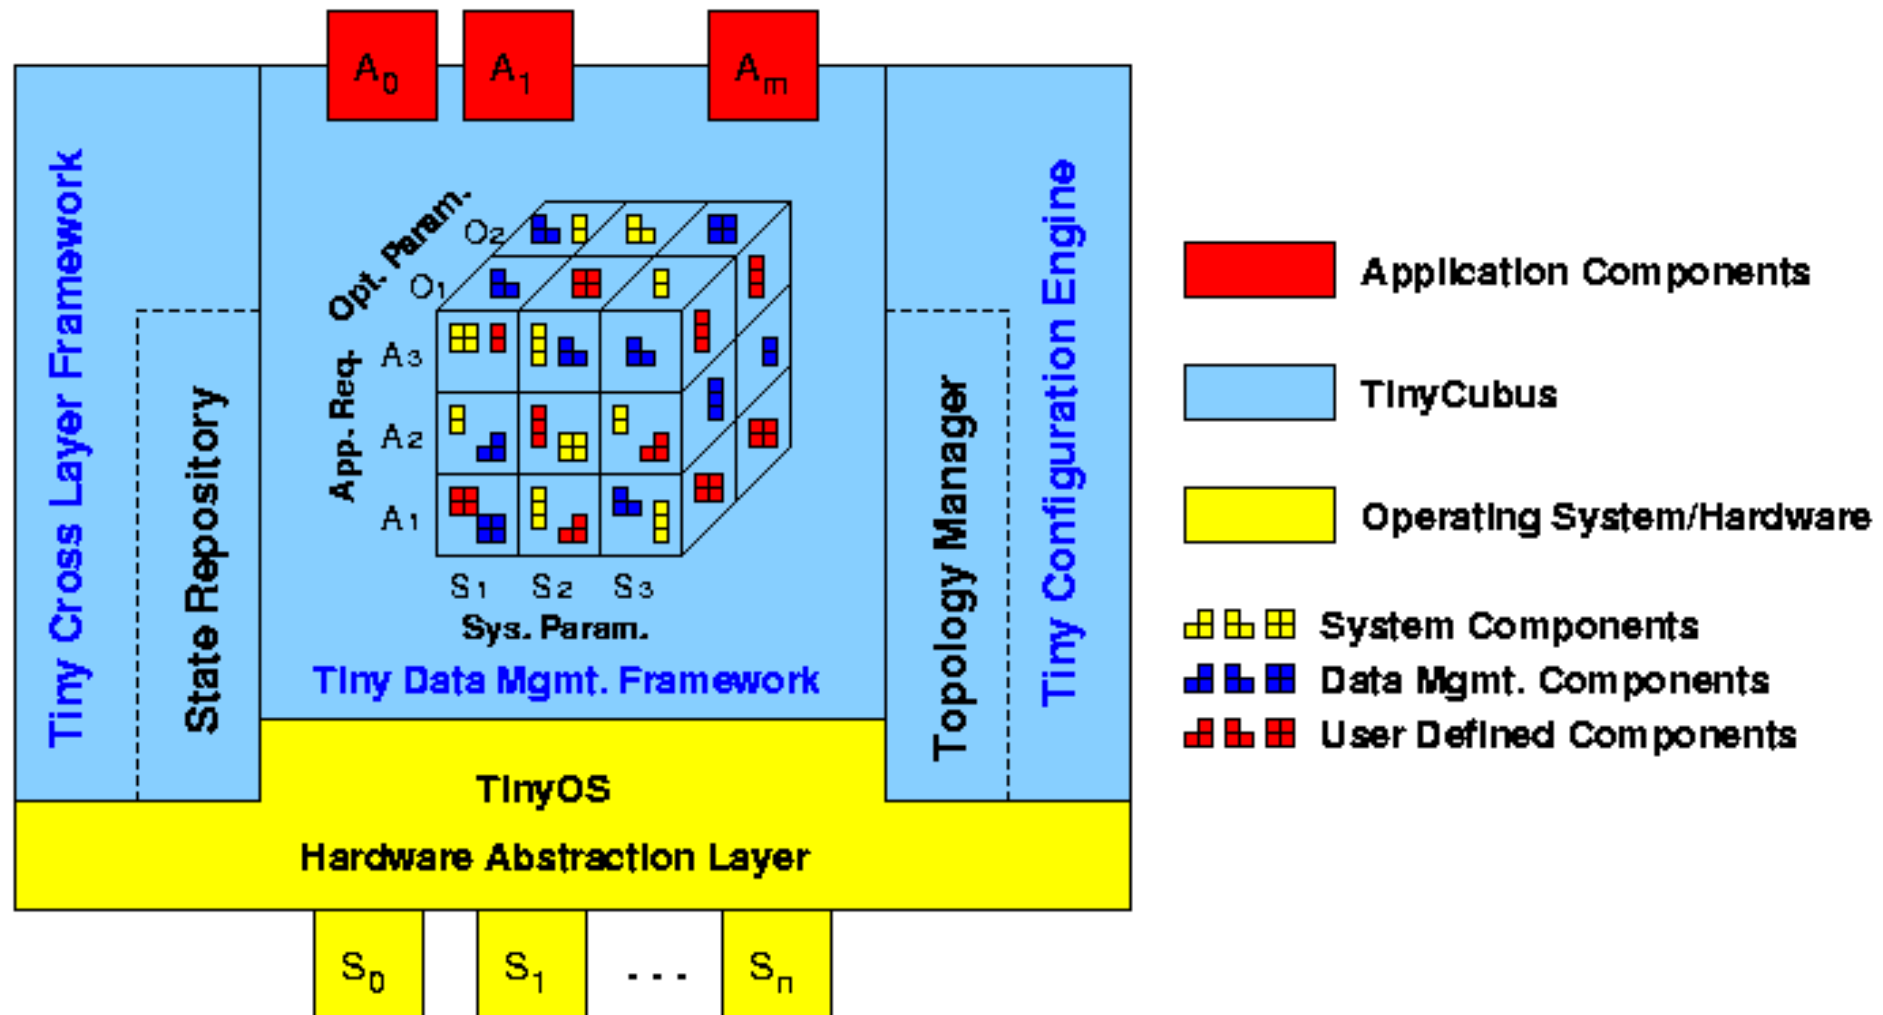 A0
A1
Am
Tiny Cross Layer Framework
State Repository
Opt. Param.
O2
O1
App. Req.
A3
A2
A1
S1
S2
S3
Sys. Param.
Tiny Data Mgmt. Framework
Topology Manager
Tiny Configuration Engine
TinyOS
Hardware Abstraction Layer
S0
S1
...
Sn
Application Components
TinyCubus
Operating System/Hardware
System Components
Data Mgmt. Components
User Defined Components